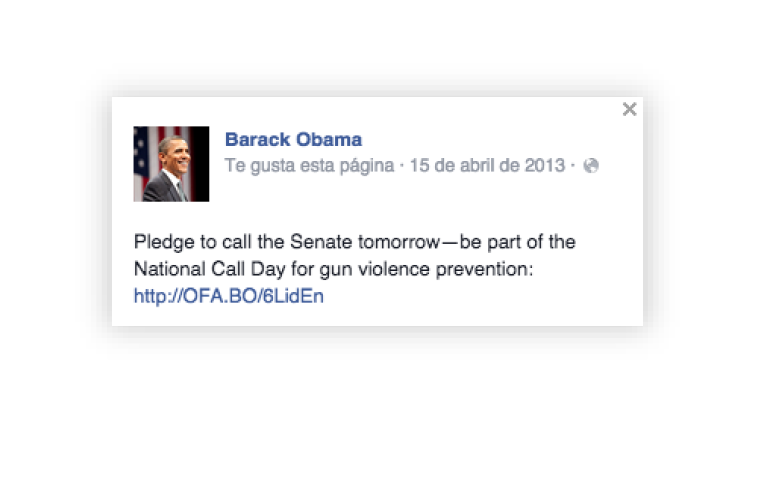 Barack Obama
Te gusta esta página · 15 de abril de 2013 ·
Pledge to call the Senate tomorrow—be part of the
National Call Day for gun violence prevention:
http://OFA.BO/6LidEn